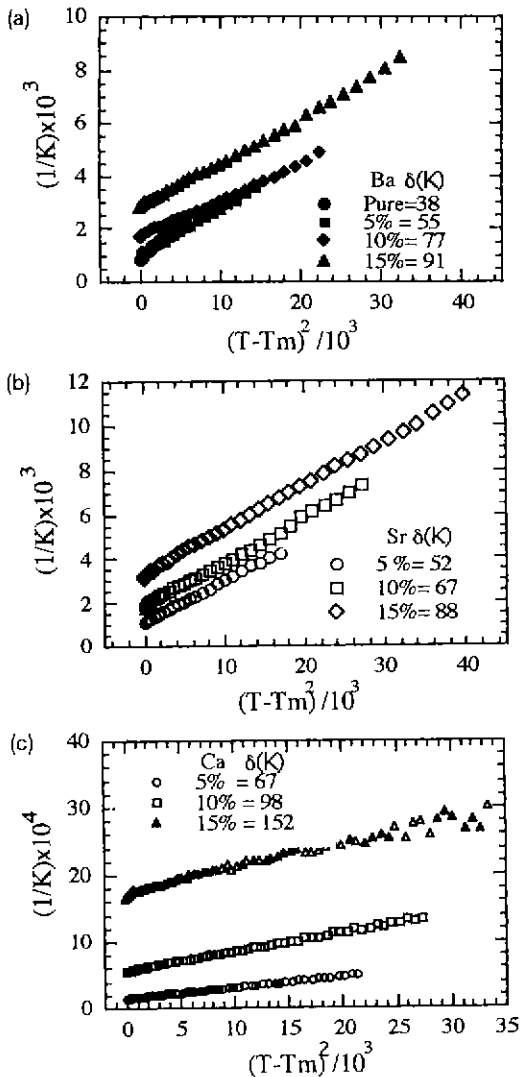 (a)
10
8
6
4
2
0
(1/K)x10³
Ba δ(K)
Pure=38
5% = 55
10% = 77
15% = 91
0 10 20 30 40
(T-Tm)² /10³
(b)
12
10
8
6
4
2
0
(1/K)x10³
Sr δ(K)
5 %= 52
10%= 67
15%= 88
0 10 20 30 40
(T-Tm)² /10³
(c)
40
30
20
10
0
(1/K)x10⁴
Ca δ(K)
5% = 67
10% = 98
15% = 152
0 5 10 15 20 25 30 35
(T-Tm)² /10³